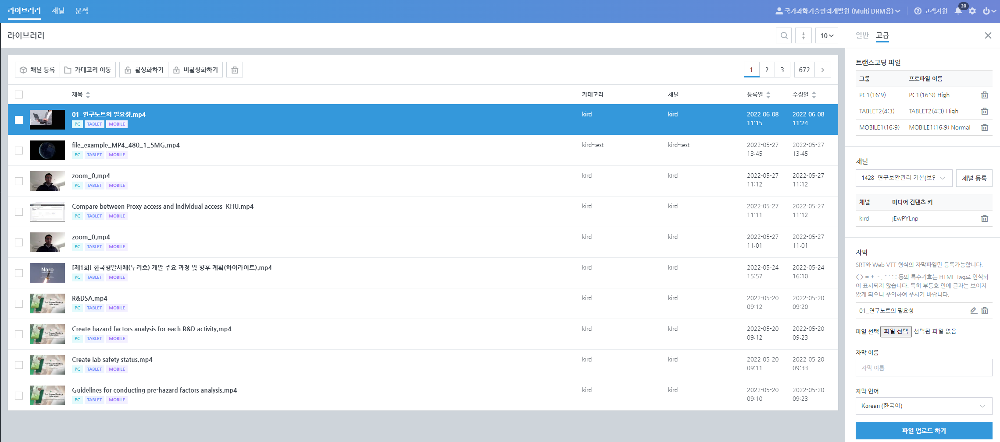 라이브러리 채널 분석 국가과학기술인력개발원 (Multi DRM용) 고객지원 20
라이브러리 10 일반 고급
채널 등록 카테고리 이동 활성화하기 비활성화하기 1 2 3 672
제목 카테고리 채널 등록일 수정일
01_연구노트의 필요성.mp4 kird kird 2022-06-08 2022-06-08
PC TABLET MOBILE 11:15 11:24
file_example_MP4_480_1_5MG.mp4 kird-test kird-test 2022-05-27 2022-05-27
PC TABLET MOBILE 13:45 13:45
zoom_0.mp4 kird kird 2022-05-27 2022-05-27
PC TABLET MOBILE 11:12 11:12
Compare between Proxy access and individual access_KHU.mp4 kird kird 2022-05-27 2022-05-27
PC TABLET MOBILE 11:11 11:12
zoom_0.mp4 kird kird 2022-05-27 2022-05-27
PC TABLET MOBILE 11:01 11:01
Naro
[제1회] 한국형발사체(누리호) 개발 주요 과정 및 향후 계획(하이라이트).mp4 kird kird 2022-05-24 2022-05-24
PC TABLET MOBILE 15:57 16:10
Pre-Hazard Factors
Education
R&DSA.mp4 kird kird 2022-05-20 2022-05-20
PC TABLET MOBILE 09:12 09:20
Pre-Hazard Factors
Education
Create hazard factors analysis for each R&D activity.mp4 kird kird 2022-05-20 2022-05-20
PC TABLET MOBILE 09:12 09:23
Pre-Hazard Factors
Education
Create lab safety status.mp4 kird kird 2022-05-20 2022-05-20
PC TABLET MOBILE 09:11 09:33
Pre-Hazard Factors
Education
Guidelines for conducting pre-hazard factors analysis.mp4 kird kird 2022-05-20 2022-05-20
PC TABLET MOBILE 09:10 09:23
트랜스코딩 파일
그룹 프로파일 이름
PC1(16:9) PC1(16:9) High
TABLET2(4:3) TABLET2(4:3) High
MOBILE1(16:9) MOBILE1(16:9) Normal
채널
1428_연구보안관리 기본(보안 채널 등록
채널 미디어 컨텐츠 키
kird jEwPYLnp
자막
SRT와 Web VTT 형식의 자막파일만 등록가능합니다.
< > = + - , " ' : ; 등의 특수기호는 HTML Tag로 인식되
어 표시되지 않습니다. 특히 부등호 안에 글자는 보이지
않게 되오니 주의하여 주시기 바랍니다.
01_연구노트의 필요성
파일 선택 파일 선택 선택된 파일 없음
자막 이름
자막 이름
자막 언어
Korean (한국어)
파일 업로드 하기